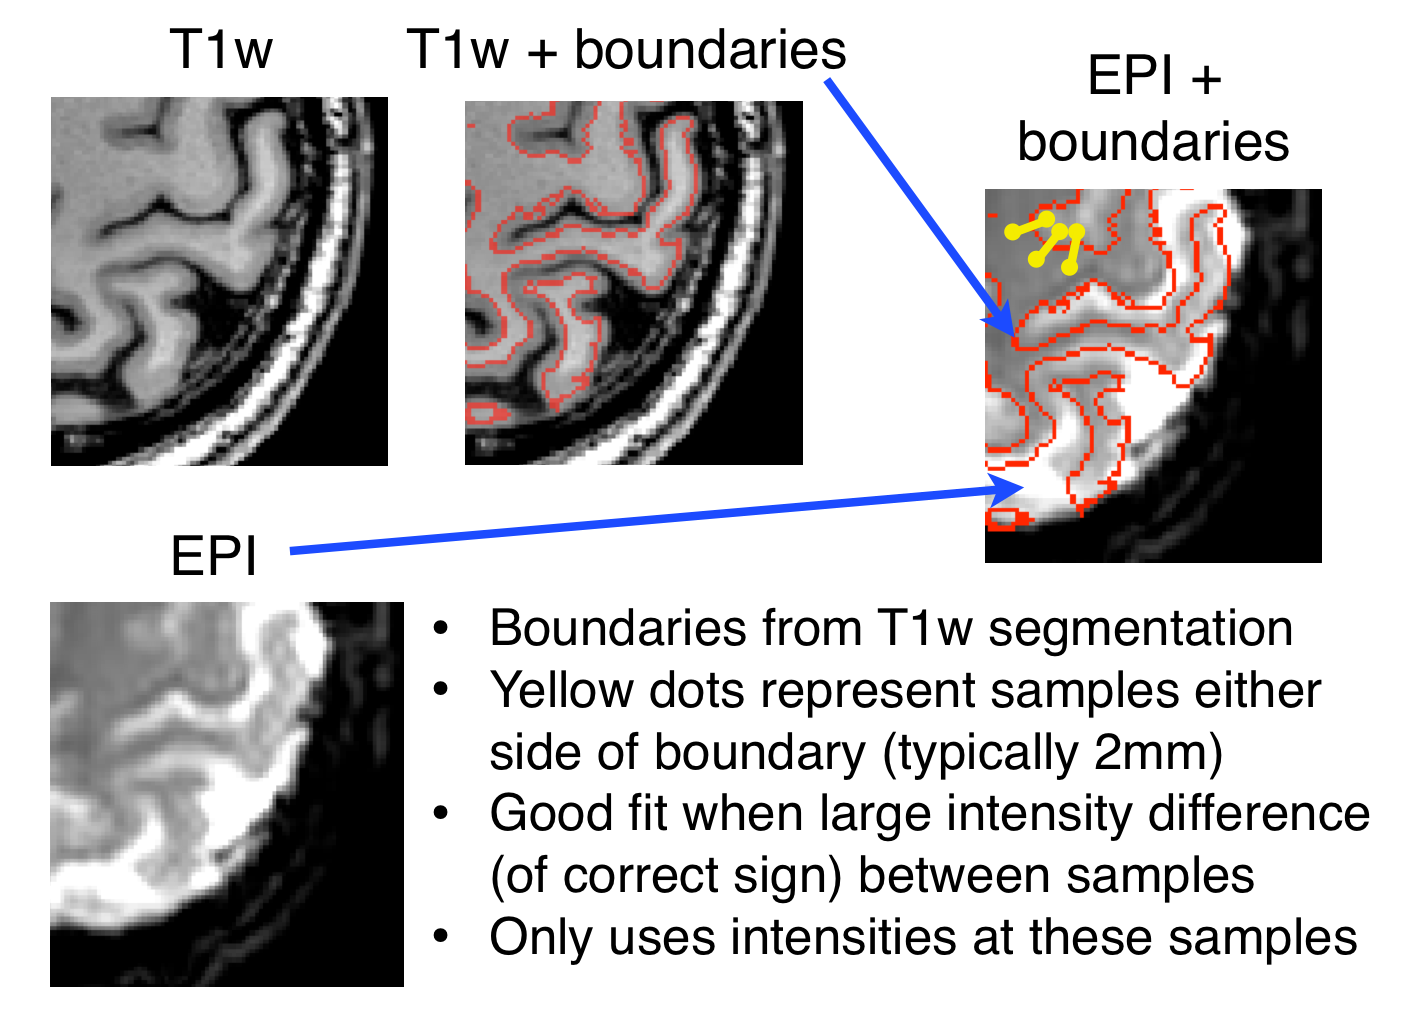 T1w
T1w + boundaries
EPI +
boundaries
EPI
• Boundaries from T1w segmentation
• Yellow dots represent samples either
side of boundary (typically 2mm)
• Good fit when large intensity difference
(of correct sign) between samples
• Only uses intensities at these samples